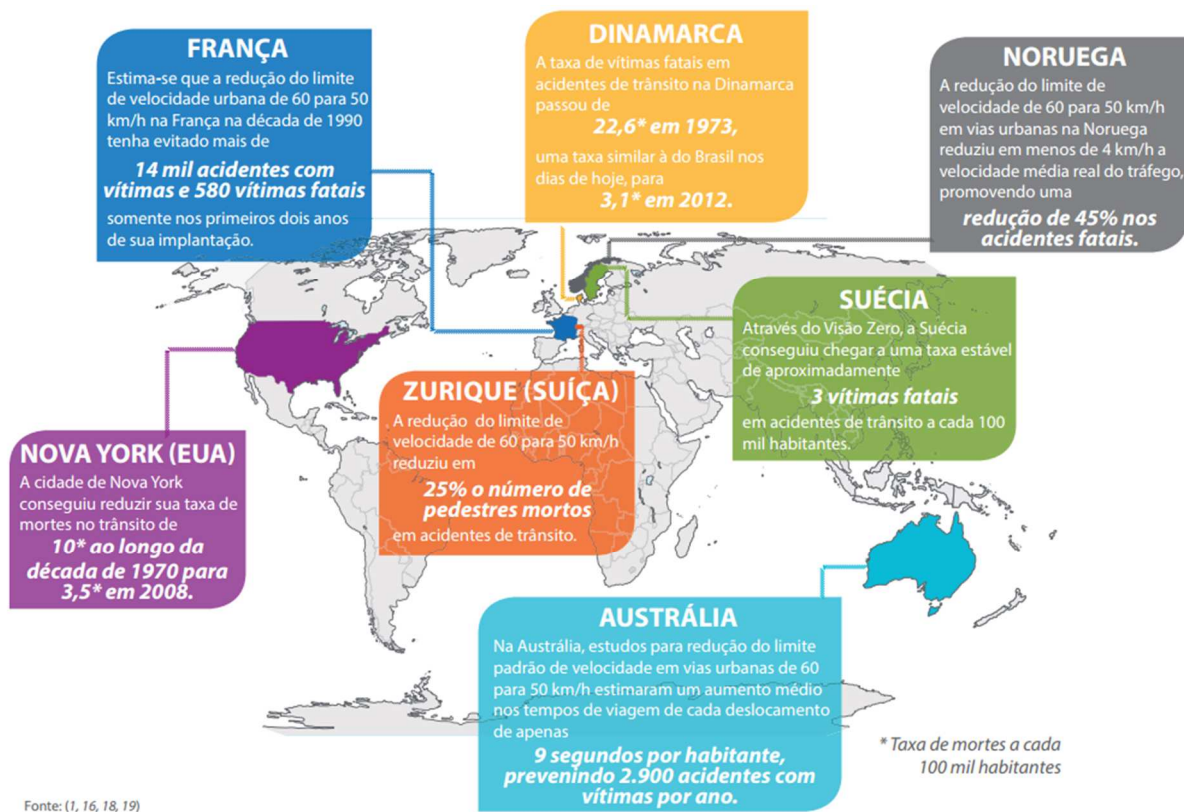 FRANÇA
Estima-se que a redução do limite
de velocidade urbana de 60 para 50
km/h na França na década de 1990
tenha evitado mais de
14 mil acidentes com
vítimas e 580 vítimas fatais
somente nos primeiros dois anos
de sua implantação.
DINAMARCA
A taxa de vítimas fatais em
acidentes de trânsito na Dinamarca
passou de
22,6* em 1973,
uma taxa similar à do Brasil nos
dias de hoje, para
3,1* em 2012.
NORUEGA
A redução do limite de
velocidade de 60 para 50 km/h
em vias urbanas na Noruega
reduziu em menos de 4 km/h a
velocidade média real do tráfego,
promovendo uma
redução de 45% nos
acidentes fatais.
SUÉCIA
Através do Visão Zero, a Suécia
conseguiu chegar a uma taxa estável
de aproximadamente
3 vítimas fatais
em acidentes de trânsito a cada 100
mil habitantes.
ZURIQUE (SUÍÇA)
A redução do limite de
velocidade de 60 para 50 km/h
reduziu em
25% o número de
pedestres mortos
em acidentes de trânsito.
NOVA YORK (EUA)
A cidade de Nova York
conseguiu reduzir sua taxa de
mortes no trânsito de
10* ao longo da
década de 1970 para
3,5* em 2008.
AUSTRÁLIA
Na Austrália, estudos para redução do limite
padrão de velocidade em vias urbanas de 60
para 50 km/h estimaram um aumento médio
nos tempos de viagem de cada deslocamento
de apenas
9 segundos por habitante,
prevenindo 2.900 acidentes com
vítimas por ano.
* Taxa de mortes a cada
100 mil habitantes
Fonte: (1, 16, 18, 19)